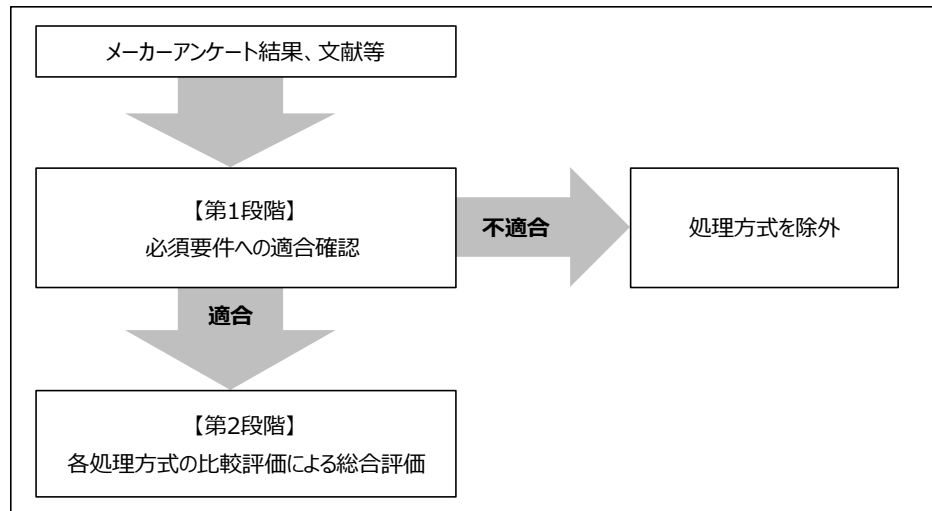 メーカーアンケート結果、文献等
【第1段階】
必須要件への適合確認
不適合
処理方式を除外
適合
【第2段階】
各処理方式の比較評価による総合評価